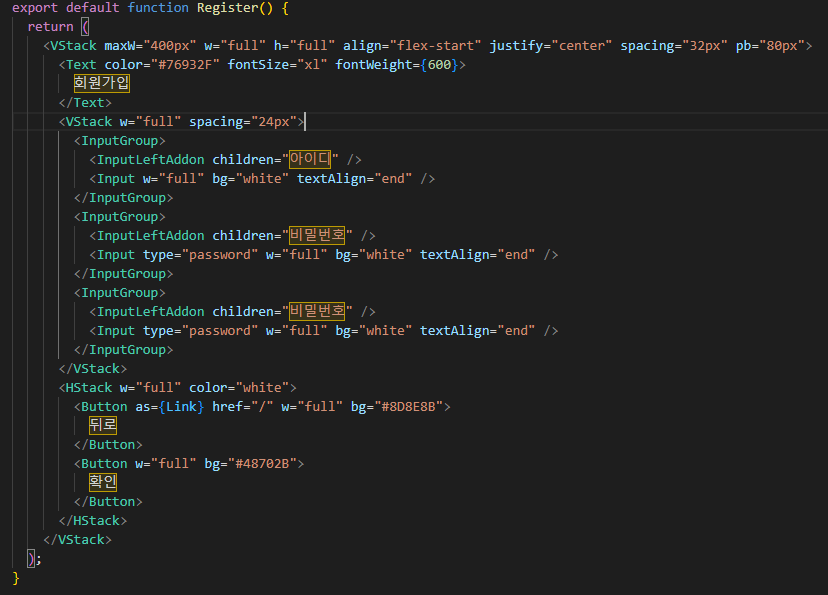 export default function Register() {
return (
<VStack maxW="400px" w="full" h="full" align="flex-start" justify="center" spacing="32px" pb="80px">
<Text color="#76932F" fontSize="xl" fontWeight={600}>
회원가입
</Text>
<VStack w="full" spacing="24px">
<InputGroup>
<InputLeftAddon children="아이디" />
<Input w="full" bg="white" textAlign="end" />
</InputGroup>
<InputGroup>
<InputLeftAddon children="비밀번호" />
<Input type="password" w="full" bg="white" textAlign="end" />
</InputGroup>
<InputGroup>
<InputLeftAddon children="비밀번호" />
<Input type="password" w="full" bg="white" textAlign="end" />
</InputGroup>
</VStack>
<HStack w="full" color="white">
<Button as={Link} href="/" w="full" bg="#8D8E8B">
뒤로
</Button>
<Button w="full" bg="#48702B">
확인
</Button>
</HStack>
</VStack>
);
}